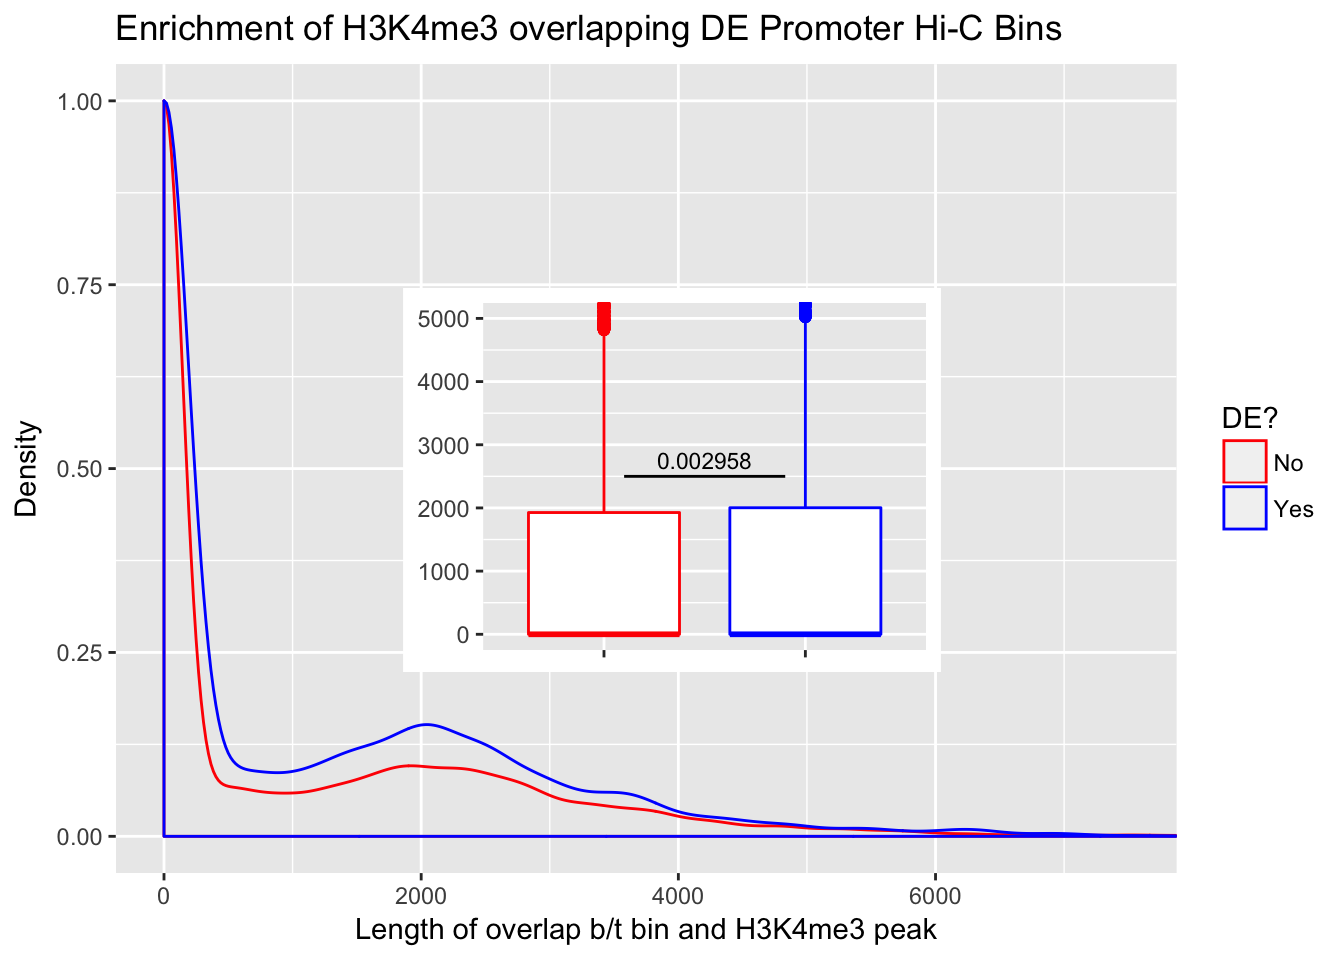 Enrichment of H3K4me3 overlapping DE Promoter Hi-C Bins
Density
1.00
0.75
0.50
0.25
0.00
5000
4000
3000
2000
1000
0
0.002958
0
2000
4000
6000
Length of overlap b/t bin and H3K4me3 peak
DE?
No
Yes